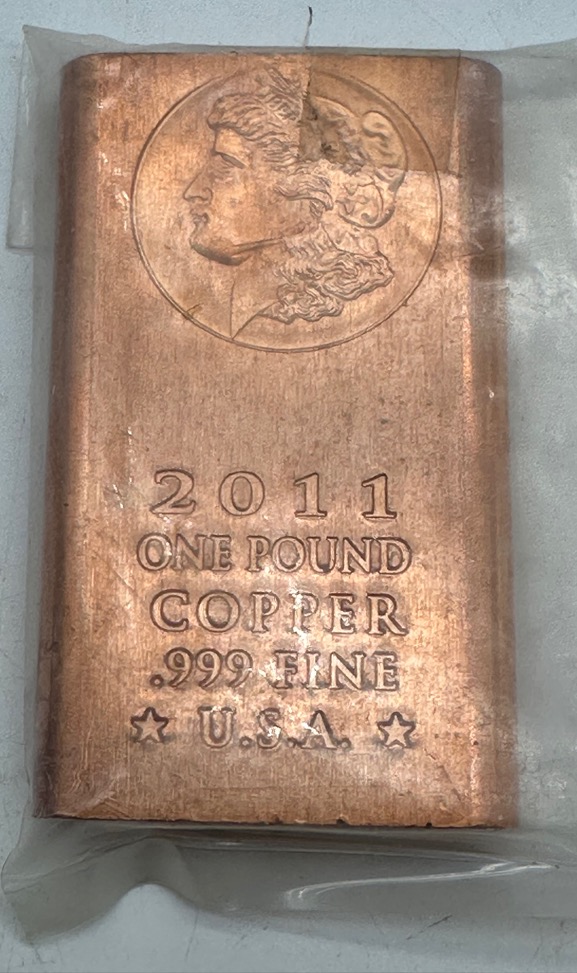 2011
ONE POUND
COPPER
.999 FINE
★ U.S.A. ★